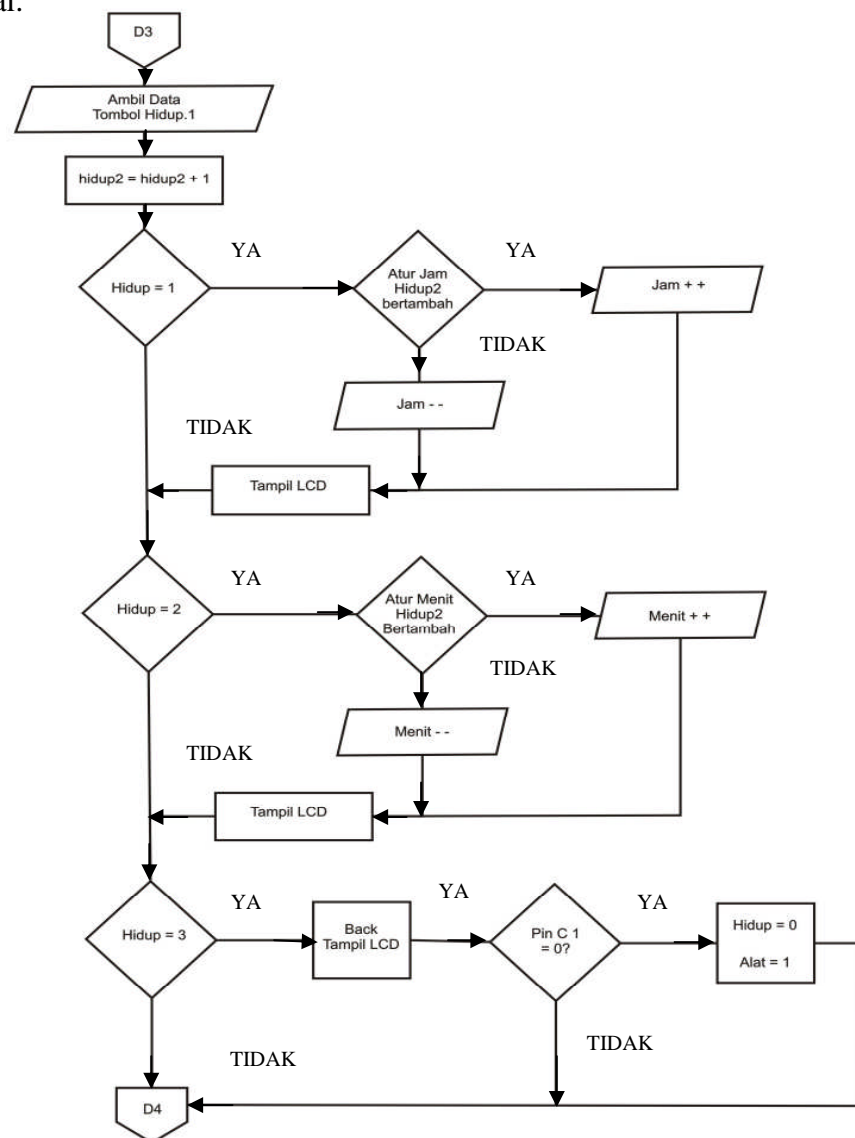 D3
Ambil Data
Tombol Hidup.1
hidup2 = hidup2 + 1
Hidup = 1
YA
Atur Jam
Hidup2
bertambah
YA
Jam + +
TIDAK
Jam - -
TIDAK
Tampil LCD
Hidup = 2
YA
Atur Menit
Hidup2
Bertambah
YA
Menit + +
TIDAK
Menit - -
TIDAK
Tampil LCD
Hidup = 3
YA
Back
Tampil LCD
YA
Pin C 1
= 0?
YA
Hidup = 0
Alat = 1
TIDAK
TIDAK
D4